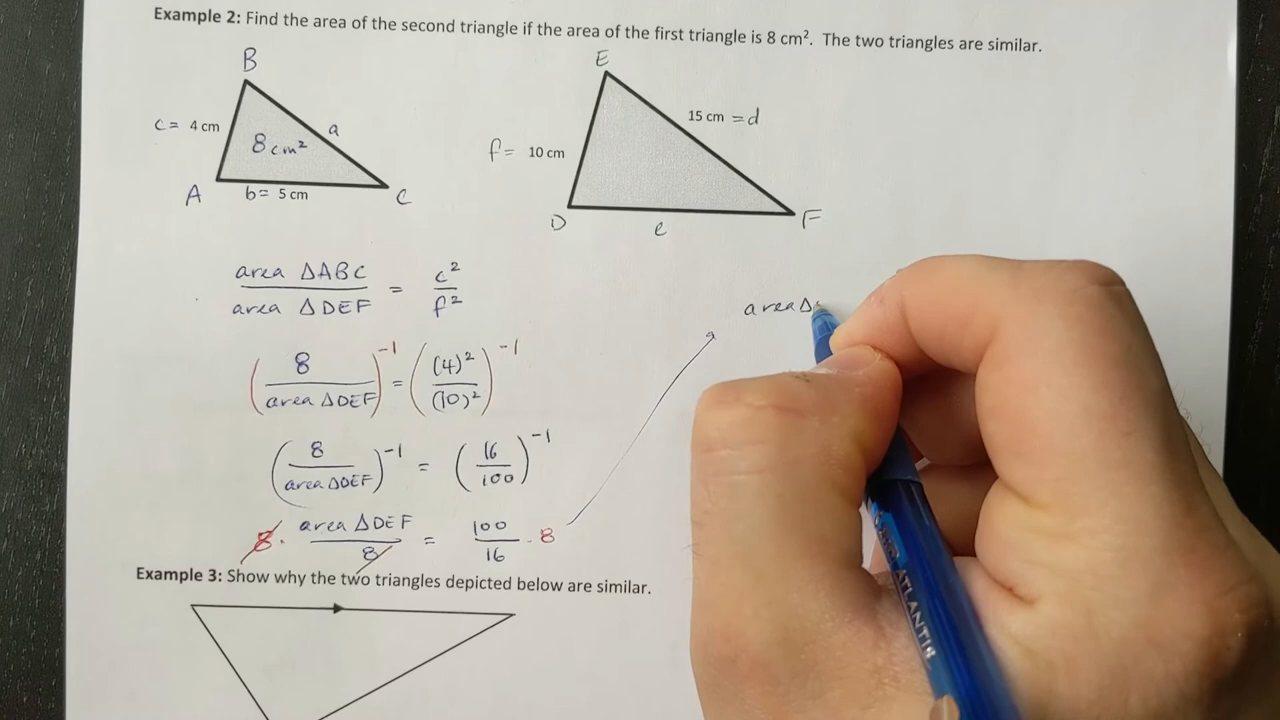 Example 2: Find the area of the second triangle if the area of the first triangle is 8 cm². The two triangles are similar.
B
E
c = 4 cm
a
8 cm²
15 cm = d
f = 10 cm
A
b = 5 cm
C
D
e
F
area ΔABC / area ΔDEF = c² / f²
area Δ
(8 / area ΔDEF)⁻¹ = ((4)² / (10)²)⁻¹
(8 / area ΔDEF)⁻¹ = (16 / 100)⁻¹
8 · area ΔDEF / 8 = 100 / 16 · 8
Example 3: Show why the two triangles depicted below are similar.
ATLANTIS